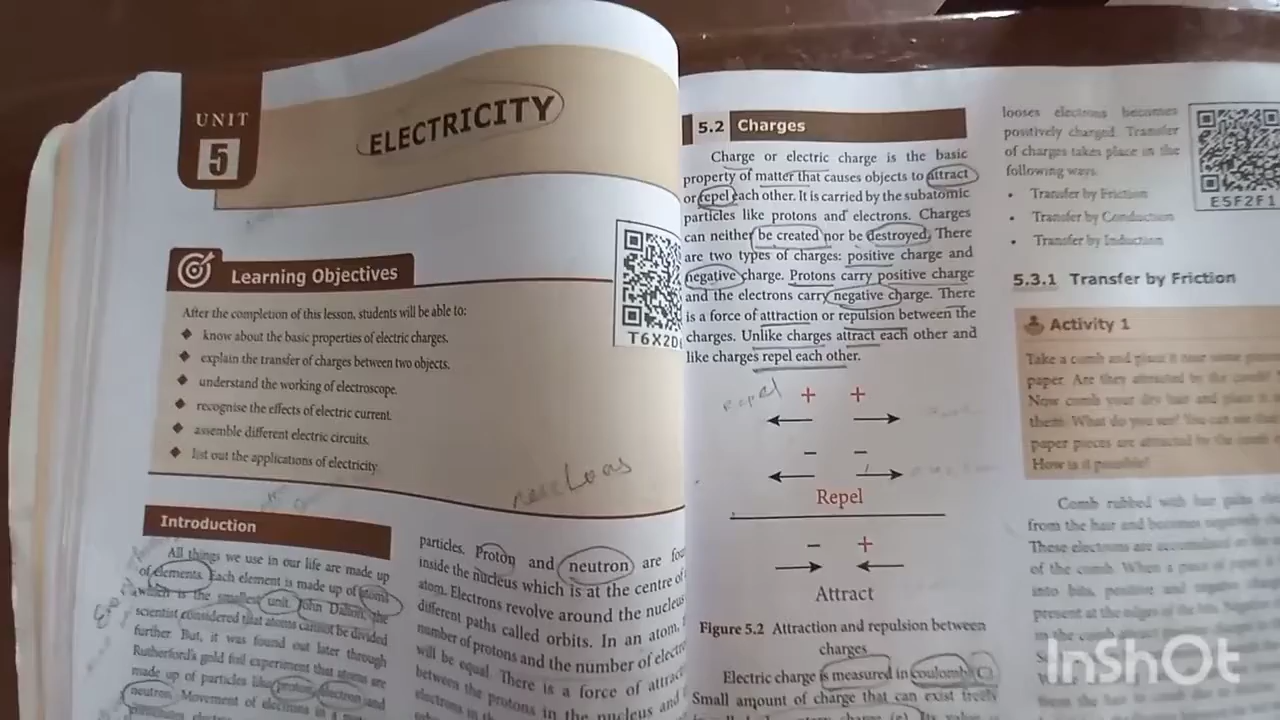 UNIT
5
ELECTRICITY
Learning Objectives
After the completion of this lesson, students will be able to:
◆ know about the basic properties of electric charges.
◆ explain the transfer of charges between two objects.
◆ understand the working of electroscope.
◆ recognise the effects of electric current.
◆ assemble different electric circuits.
◆ list out the applications of electricity
T6X2D
Introduction
All things we use in our life are made up
of elements. Each element is made up of atoms
which is the smallest unit. John Dalton, the
scientist considered that atoms cannot be divided
further. But, it was found out later through
Rutherford's gold foil experiment that atoms are
made up of particles like proton, electron and
neutron. Movement of electrons in a
particles. Proton and neutron are
inside the nucleus which is at the centre of
atom. Electrons revolve around the nucleus
different paths called orbits. In an atom,
number of protons and the number of
will be equal. There is a force of
between the protons in the nucleus and
electrons in the
5.2 Charges
Charge or electric charge is the basic
property of matter that causes objects to attract
or repel each other. It is carried by the subatomic
particles like protons and electrons. Charges
can neither be created nor be destroyed. There
are two types of charges: positive charge and
negative charge. Protons carry positive charge
and the electrons carry negative charge. There
is a force of attraction or repulsion between the
charges. Unlike charges attract each other and
like charges repel each other.
repel
+ +
− −
Repel
− +
Attract
Figure 5.2 Attraction and repulsion between
charges
Electric charge is measured in coulomb (C)
Small amount of charge that can exist freely
is called elementary charge (e). Its value is
looses electrons becomes
positively charged. Transfer
of charges takes place in the
following ways.
• Transfer by Friction
• Transfer by Conduction
• Transfer by Induction
E5F2F1
5.3.1 Transfer by Friction
Activity 1
Take a comb and place it near some
paper. Are they attracted by the comb?
Now comb your dry hair and place it
them. What do you see? You can see that
paper pieces are attracted by the comb
How is it possible?
Comb rubbed with hair gains
from the hair and becomes
These electrons are accumulated on the
of the comb. When a piece of paper
into bits, positive and negative
present at the edges of the bits.
InShOt